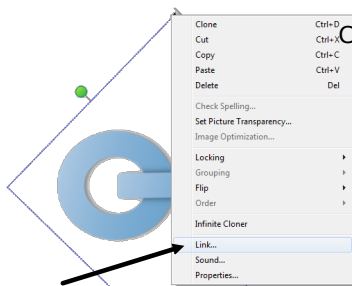 Clone Ctrl+D
Cut Ctrl+X
Copy Ctrl+C
Paste Ctrl+V
Delete Del
Check Spelling...
Set Picture Transparency...
Image Optimization...
Locking
Grouping
Flip
Order
Infinite Cloner
Link...
Sound...
Properties...